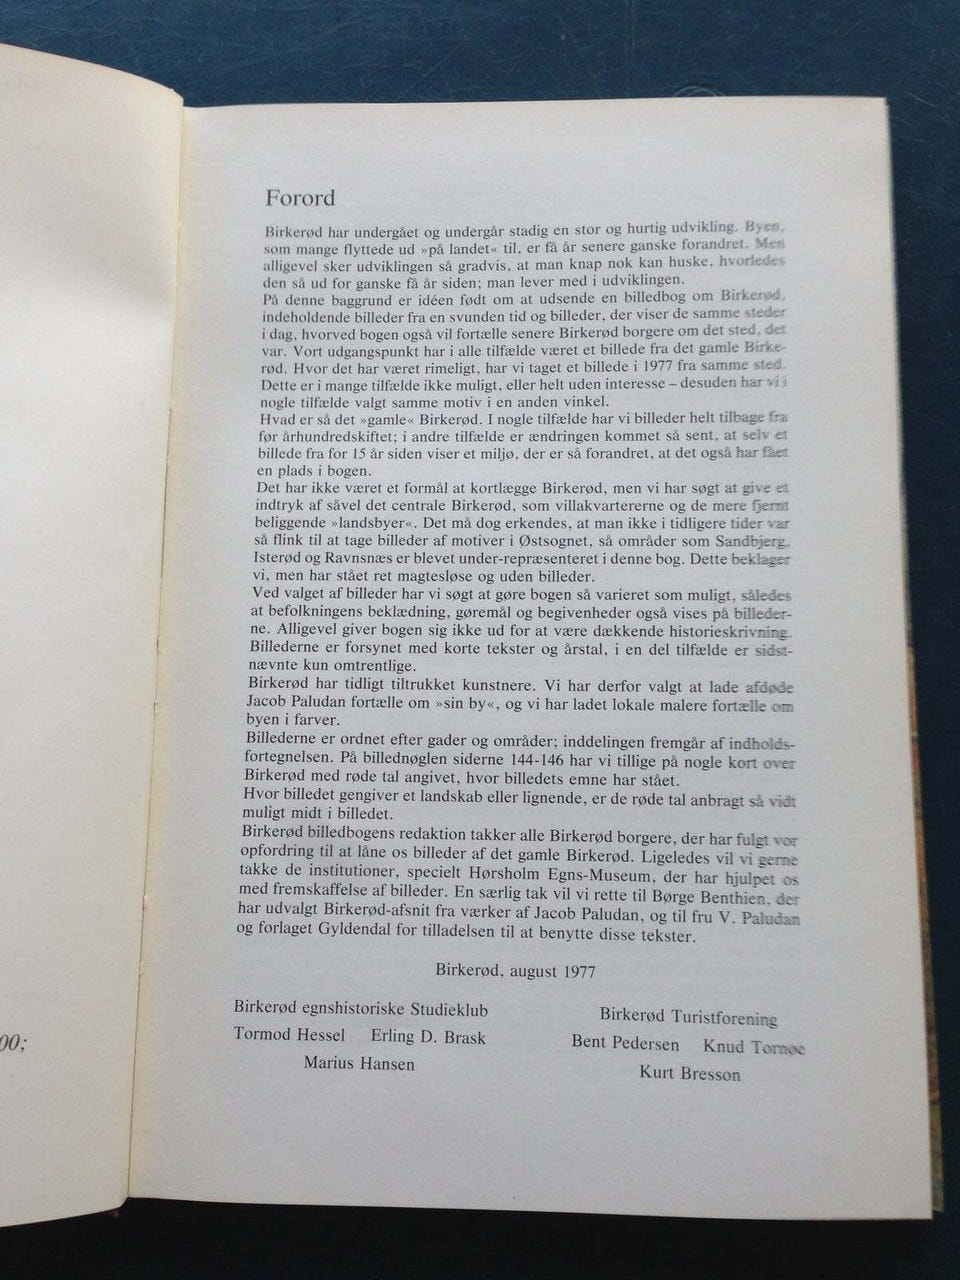 Forord
Birkerød har undergået og undergår stadig en stor og hurtig udvikling. Byen,
som mange flyttede ud »på landet« til, er få år senere ganske forandret. Men
alligevel sker udviklingen så gradvis, at man knap nok kan huske, hvorledes
den så ud for ganske få år siden; man lever med i udviklingen.
På denne baggrund er idéen født om at udsende en billedbog om Birkerød,
indeholdende billeder fra en svunden tid og billeder, der viser de samme steder
i dag, hvorved bogen også vil fortælle senere Birkerød borgere om det sted, det
var. Vort udgangspunkt har i alle tilfælde været et billede fra det gamle Birke-
rød. Hvor det har været rimeligt, har vi taget et billede i 1977 fra samme sted.
Dette er i mange tilfælde ikke muligt, eller helt uden interesse – desuden har vi i
nogle tilfælde valgt samme motiv i en anden vinkel.
Hvad er så det »gamle« Birkerød. I nogle tilfælde har vi billeder helt tilbage fra
før århundredskiftet; i andre tilfælde er ændringen kommet så sent, at selv et
billede fra for 15 år siden viser et miljø, der er så forandret, at det også har fået
en plads i bogen.
Det har ikke været et formål at kortlægge Birkerød, men vi har søgt at give et
indtryk af såvel det centrale Birkerød, som villakvartererne og de mere fjernt
beliggende »landsbyer«. Det må dog erkendes, at man ikke i tidligere tider var
så flink til at tage billeder af motiver i Østsognet, så områder som Sandbjerg,
Isterød og Ravnsnæs er blevet under-repræsenteret i denne bog. Dette beklager
vi, men har stået ret magtesløse og uden billeder.
Ved valget af billeder har vi søgt at gøre bogen så varieret som muligt, således
at befolkningens beklædning, gøremål og begivenheder også vises på billeder-
ne. Alligevel giver bogen sig ikke ud for at være dækkende historieskrivning.
Billederne er forsynet med korte tekster og årstal, i en del tilfælde er sidst-
nævnte kun omtrentlige.
Birkerød har tidligt tiltrukket kunstnere. Vi har derfor valgt at lade afdøde
Jacob Paludan fortælle om »sin by«, og vi har ladet lokale malere fortælle om
byen i farver.
Billederne er ordnet efter gader og områder; inddelingen fremgår af indholds-
fortegnelsen. På billednøglen siderne 144-146 har vi tillige på nogle kort over
Birkerød med røde tal angivet, hvor billedets emne har stået.
Hvor billedet gengiver et landskab eller lignende, er de røde tal anbragt så vidt
muligt midt i billedet.
Birkerød billedbogens redaktion takker alle Birkerød borgere, der har fulgt vor
opfordring til at låne os billeder af det gamle Birkerød. Ligeledes vil vi gerne
takke de institutioner, specielt Hørsholm Egns-Museum, der har hjulpet os
med fremskaffelse af billeder. En særlig tak vil vi rette til Børge Benthien, der
har udvalgt Birkerød-afsnit fra værker af Jacob Paludan, og til fru V. Paludan
og forlaget Gyldendal for tilladelsen til at benytte disse tekster.
Birkerød, august 1977
Birkerød egnshistoriske Studieklub
Tormod Hessel Erling D. Brask
Marius Hansen
Birkerød Turistforening
Bent Pedersen Knud Tornøe
Kurt Bresson
00;